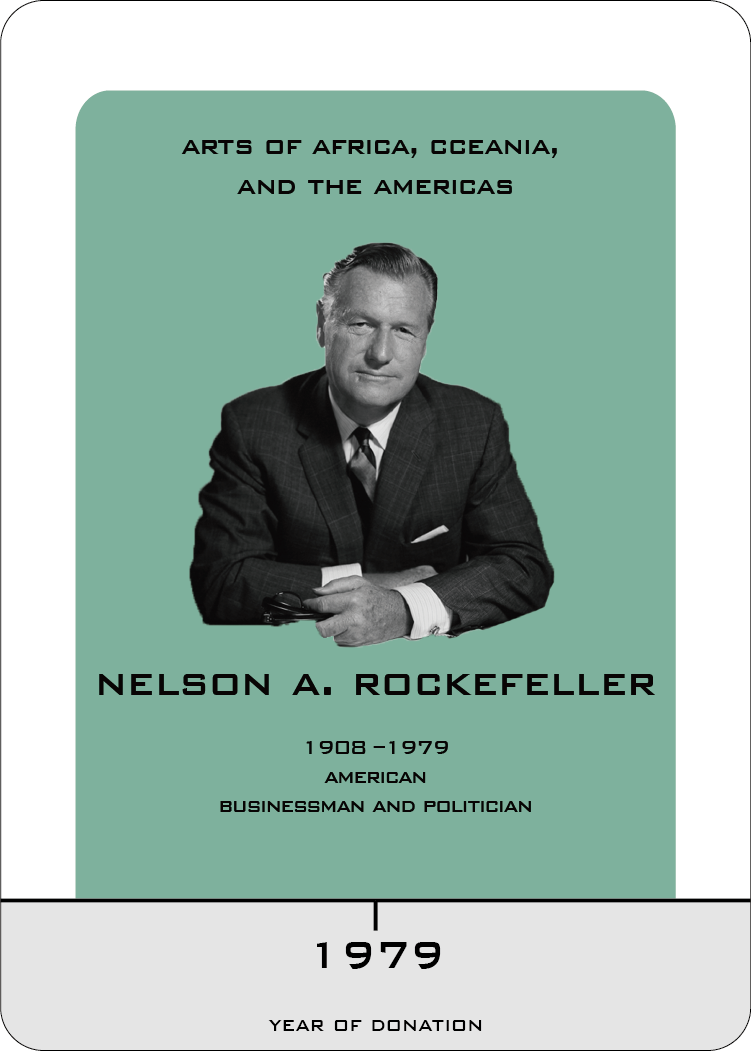 ARTS OF AFRICA, CCEANIA,
AND THE AMERICAS
NELSON A. ROCKEFELLER
1908 –1979
AMERICAN
BUSINESSMAN AND POLITICIAN
1979
YEAR OF DONATION